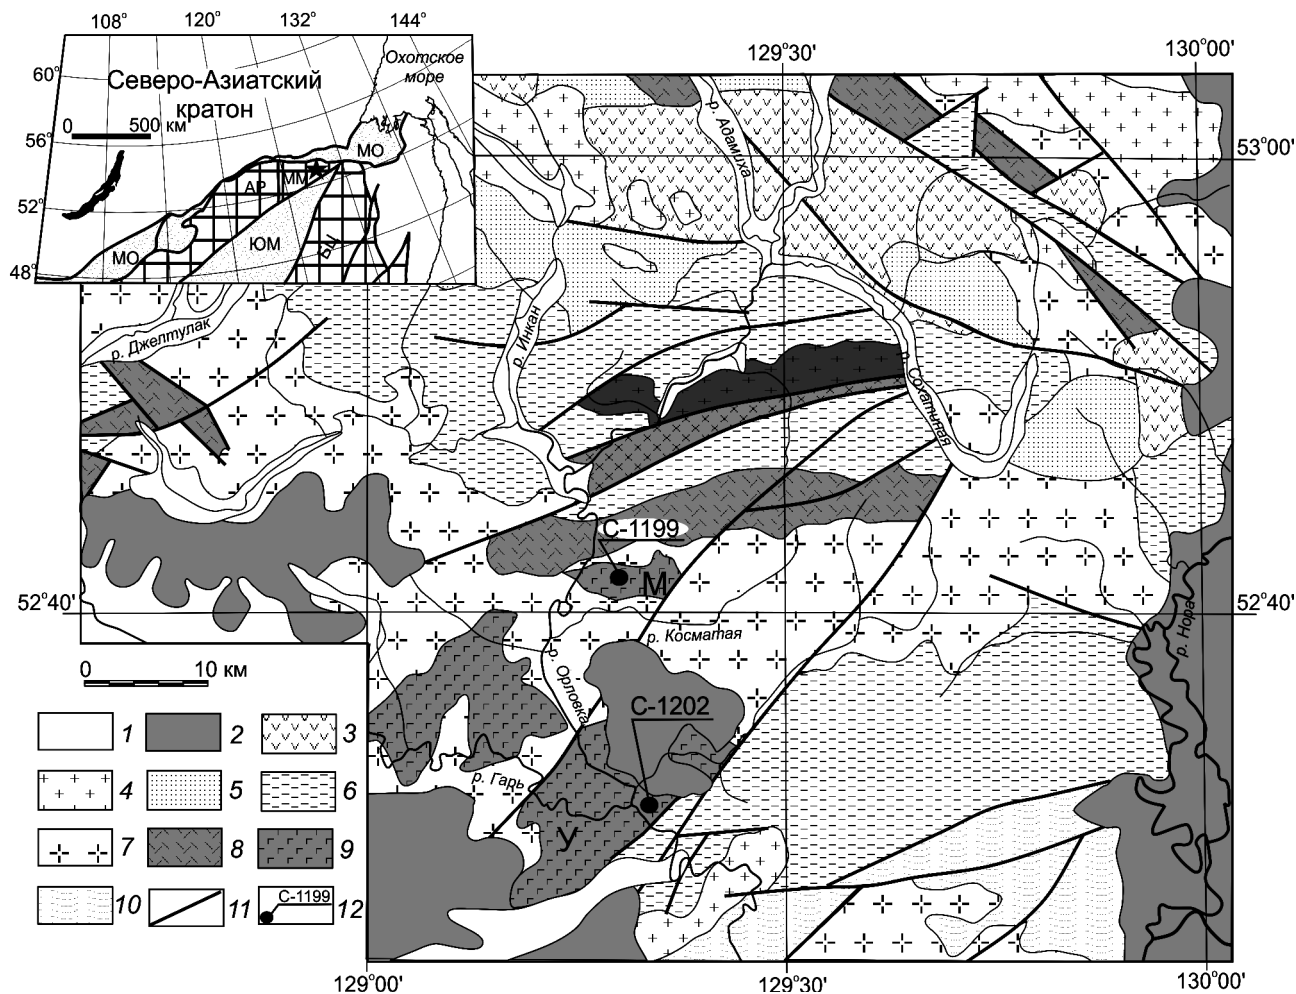 108°
120°
132°
144°
60°
56°
52°
48°
Северо-Азиатский
кратон
Охотское
море
0
500 км
МО
АР
ММ
ЮМ
МО
БЦ
129°30'
130°00'
53°00'
р. Адамиха
р. Джелтулак
р. Инкан
р. Сохатиная
С-1199
М
52°40'
52°40'
р. Косматая
р. Нора
р. Орловка
С-1202
р. Гарь
У
0
10 км
1
2
3
4
5
6
7
8
9
10
11
С-1199
12
129°00'
129°30'
130°00'